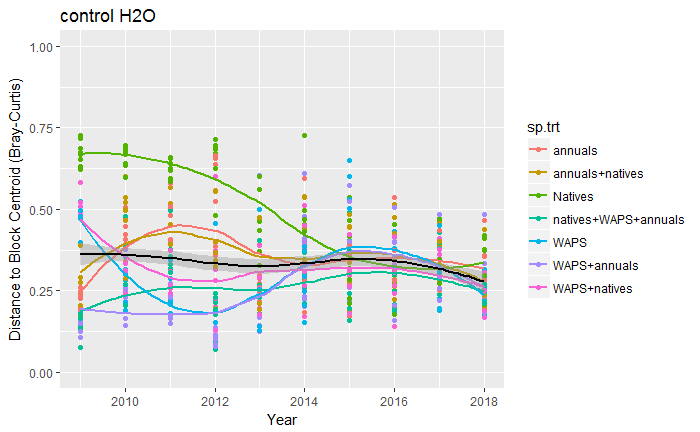 control H2O
Distance to Block Centroid (Bray-Curtis)
1.00
0.75
0.50
0.25
0.00
2010
2012
2014
2016
2018
Year
sp.trt
annuals
annuals+natives
Natives
natives+WAPS+annuals
WAPS
WAPS+annuals
WAPS+natives